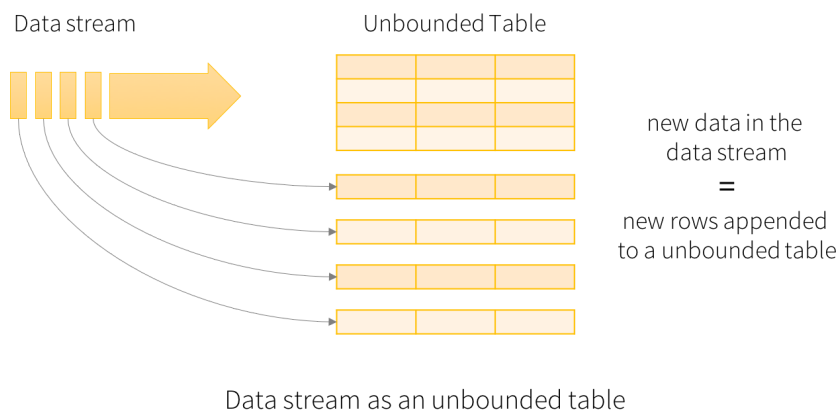 Data stream
Unbounded Table
new data in the
data stream
=
new rows appended
to a unbounded table
Data stream as an unbounded table